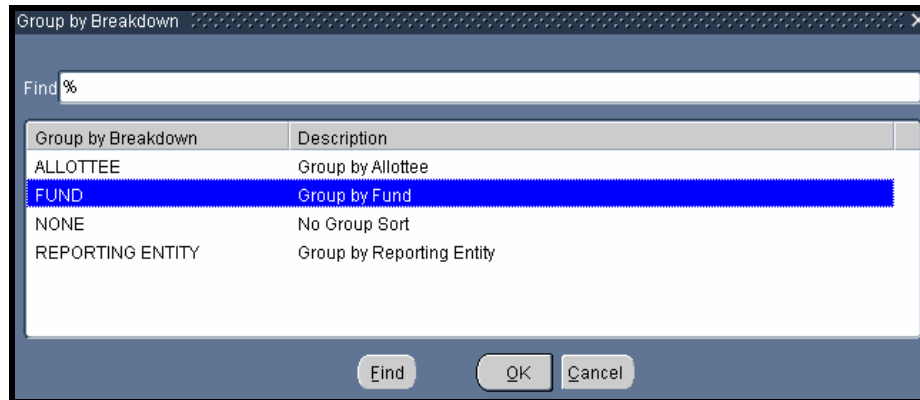 Group by Breakdown
Find %
Group by Breakdown Description
ALLOTTEE Group by Allottee
FUND Group by Fund
NONE No Group Sort
REPORTING ENTITY Group by Reporting Entity
Find OK Cancel